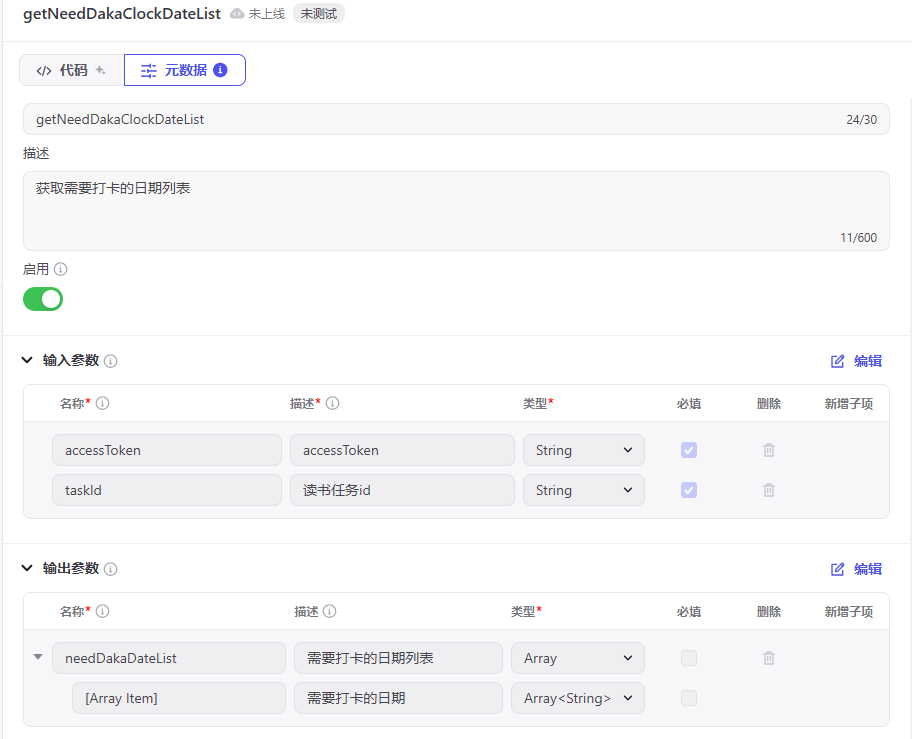 getNeedDakaClockDateList 未上线 未测试
代码 元数据
getNeedDakaClockDateList 24/30
描述
获取需要打卡的日期列表
11/600
启用
输入参数 编辑
名称* 描述* 类型* 必填 删除 新增子项
accessToken accessToken String
taskId 读书任务id String
输出参数 编辑
名称* 描述 类型* 必填 删除 新增子项
needDakaDateList 需要打卡的日期列表 Array
[Array Item] 需要打卡的日期 Array<String>